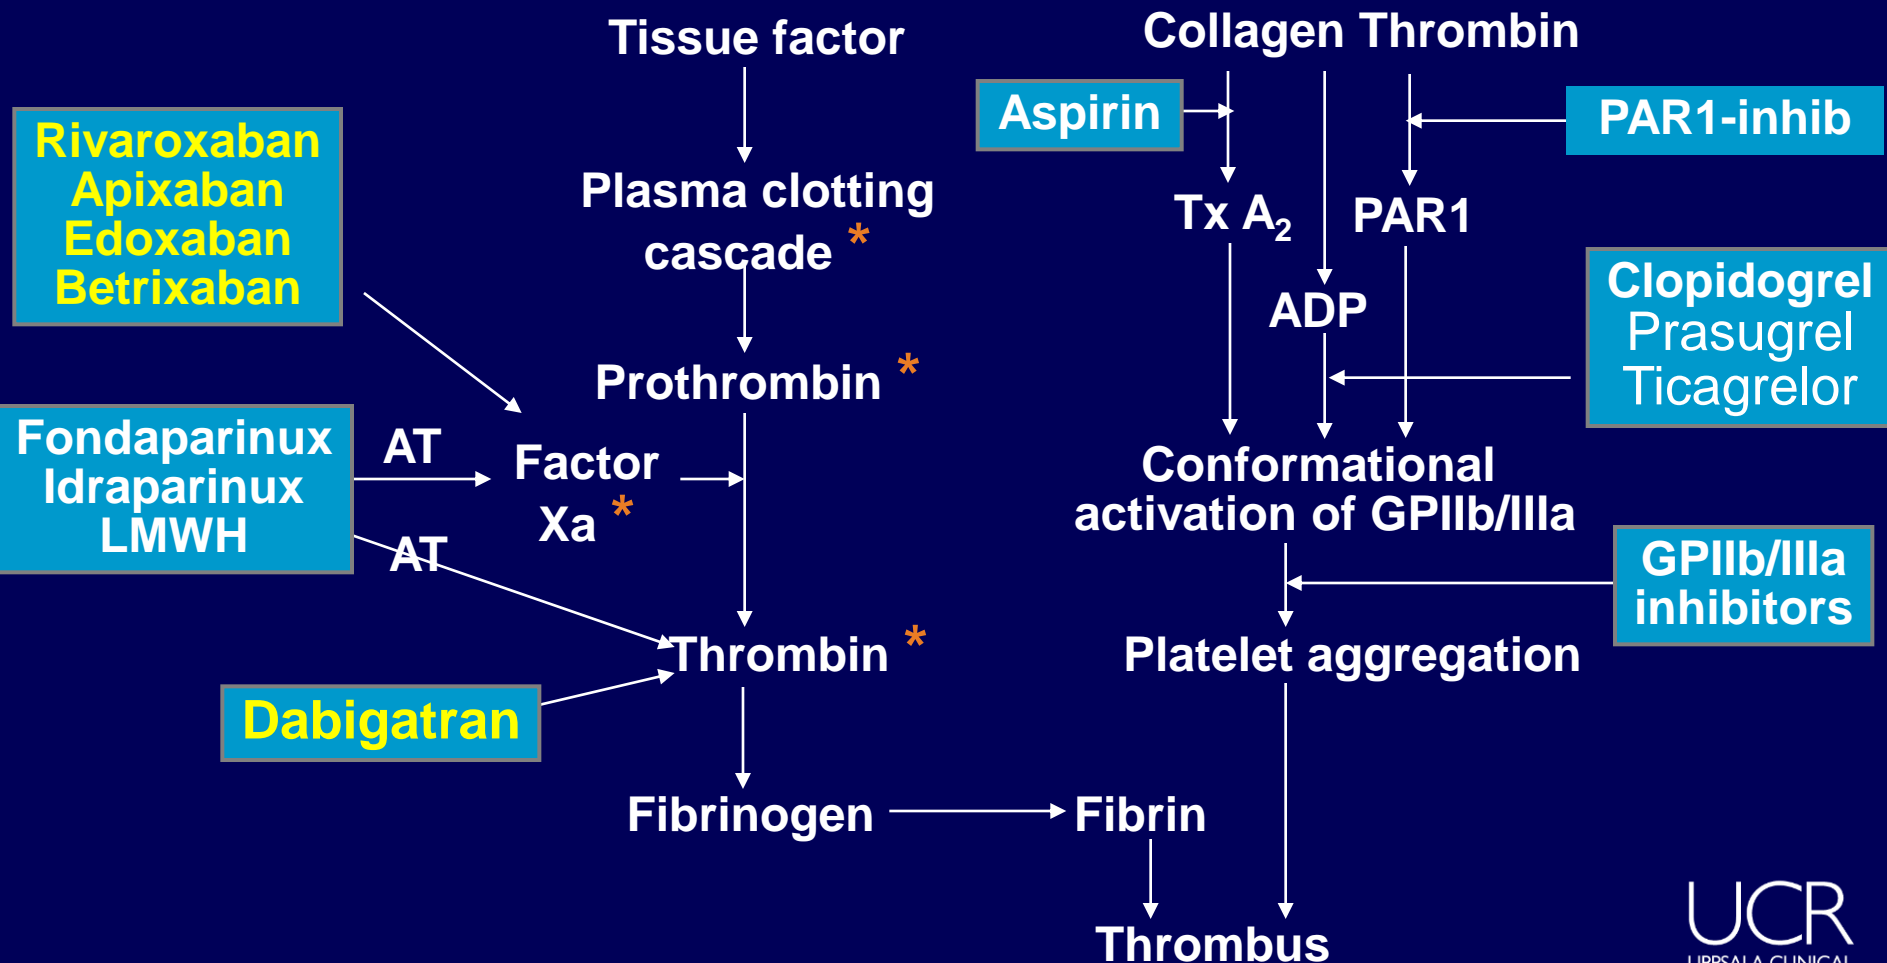 Tissue factor
Collagen Thrombin
Aspirin
PAR1-inhib
Rivaroxaban
Apixaban
Edoxaban
Betrixaban
Plasma clotting
cascade *
Tx A₂
PAR1
ADP
Clopidogrel
Prasugrel
Ticagrelor
Prothrombin *
Fondaparinux
Idraparinux
LMWH
AT
AT
Factor
Xa *
Conformational
activation of GPIIb/IIIa
GPIIb/IIIa
inhibitors
Thrombin *
Platelet aggregation
Dabigatran
Fibrinogen
Fibrin
Thrombus
UCR
UPPSALA CLINICAL